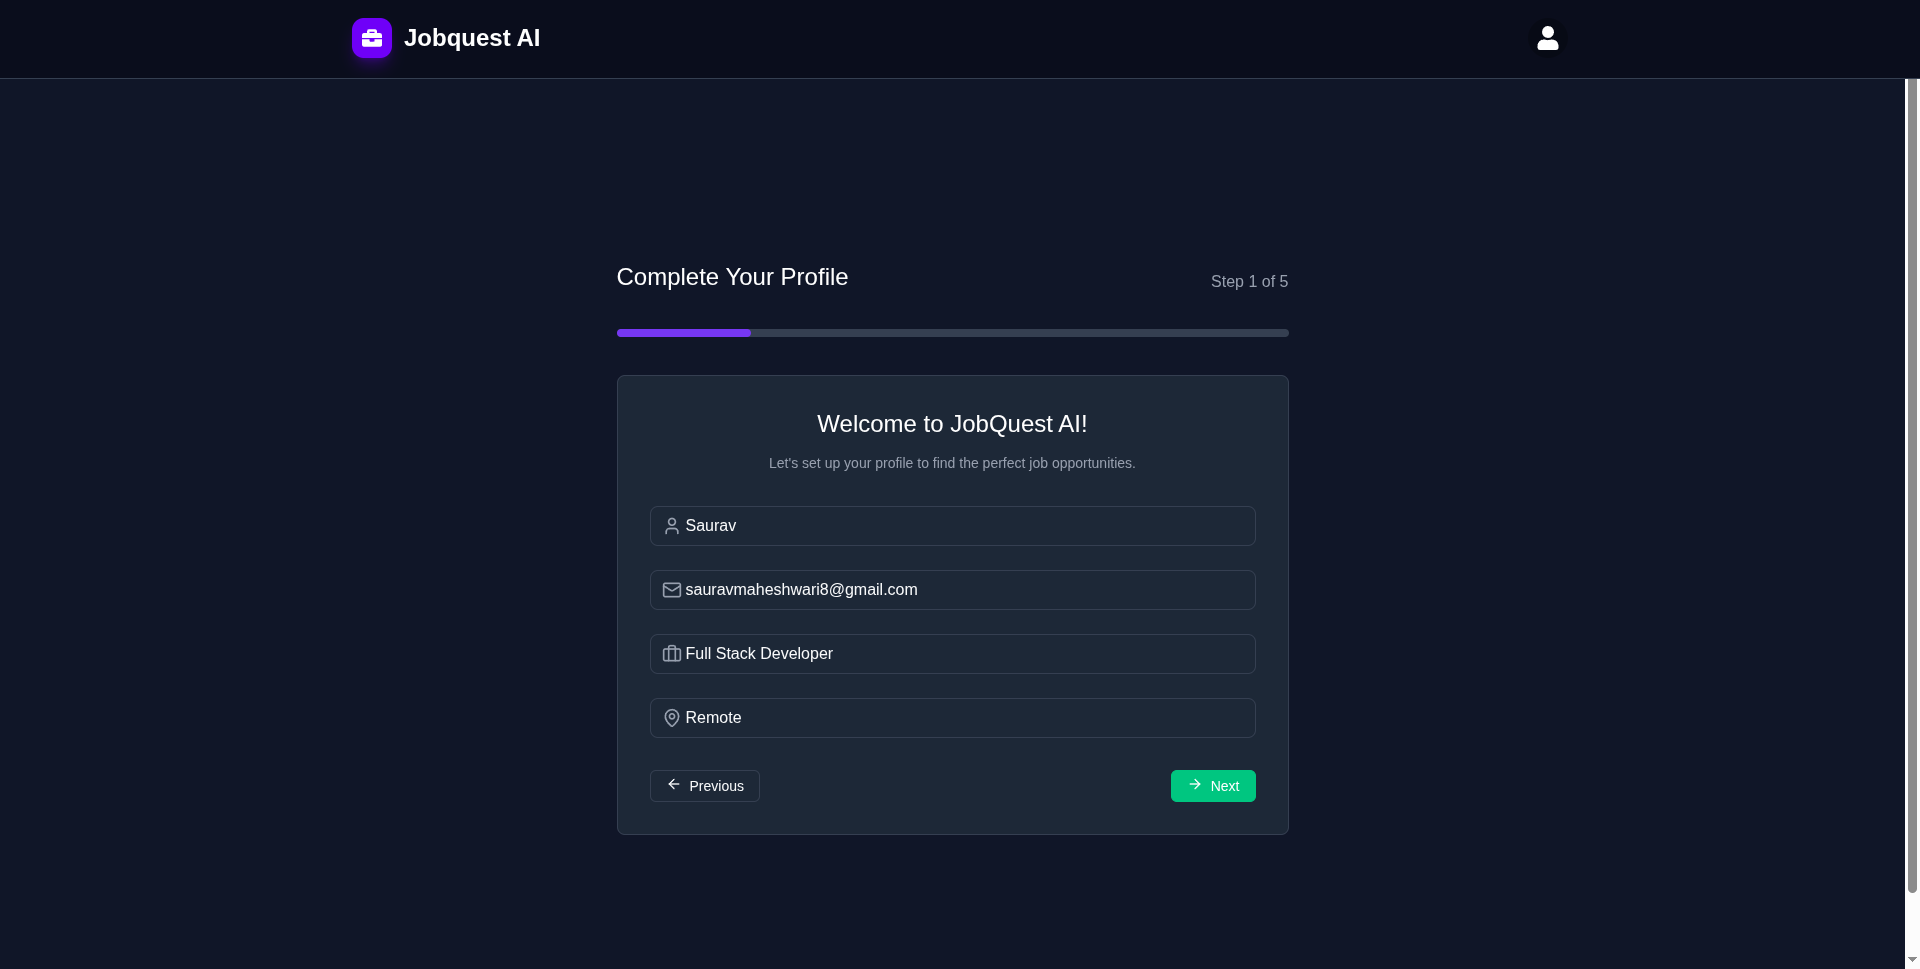 Jobquest AI
Complete Your Profile
Step 1 of 5
Welcome to JobQuest AI!
Let's set up your profile to find the perfect job opportunities.
Saurav
sauravmaheshwari8@gmail.com
Full Stack Developer
Remote
Previous
Next